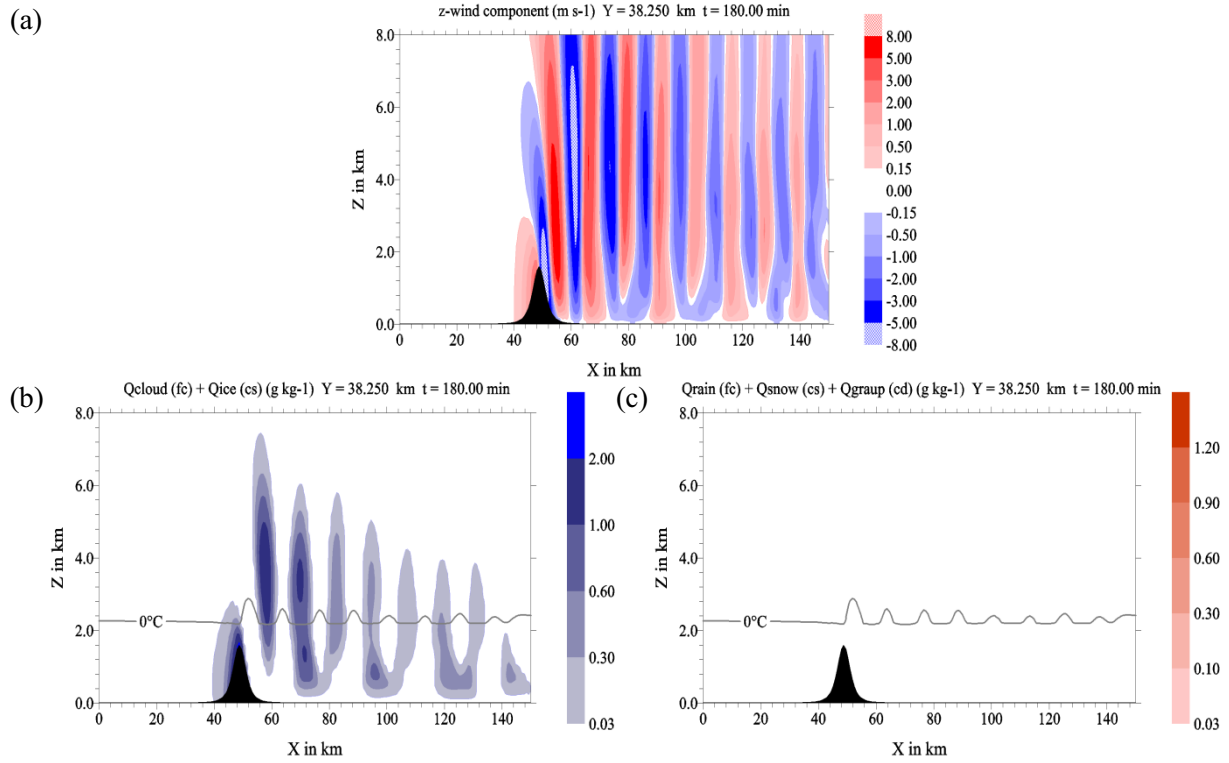 (a)
z-wind component (m s-1) Y = 38.250 km t = 180.00 min
8.0
6.0
4.0
2.0
0.0
Z in km
0 20 40 60 80 100 120 140
X in km
8.00
5.00
3.00
2.00
1.00
0.50
0.15
0.00
-0.15
-0.50
-1.00
-2.00
-3.00
-5.00
-8.00
(b)
Qcloud (fc) + Qice (cs) (g kg-1) Y = 38.250 km t = 180.00 min
8.0
6.0
4.0
2.0
0.0
Z in km
0°C
0 20 40 60 80 100 120 140
X in km
2.00
1.00
0.60
0.30
0.03
(c)
Qrain (fc) + Qsnow (cs) + Qgraup (cd) (g kg-1) Y = 38.250 km t = 180.00 min
8.0
6.0
4.0
2.0
0.0
Z in km
0°C
0 20 40 60 80 100 120 140
X in km
1.20
0.60
0.30
0.10
0.03